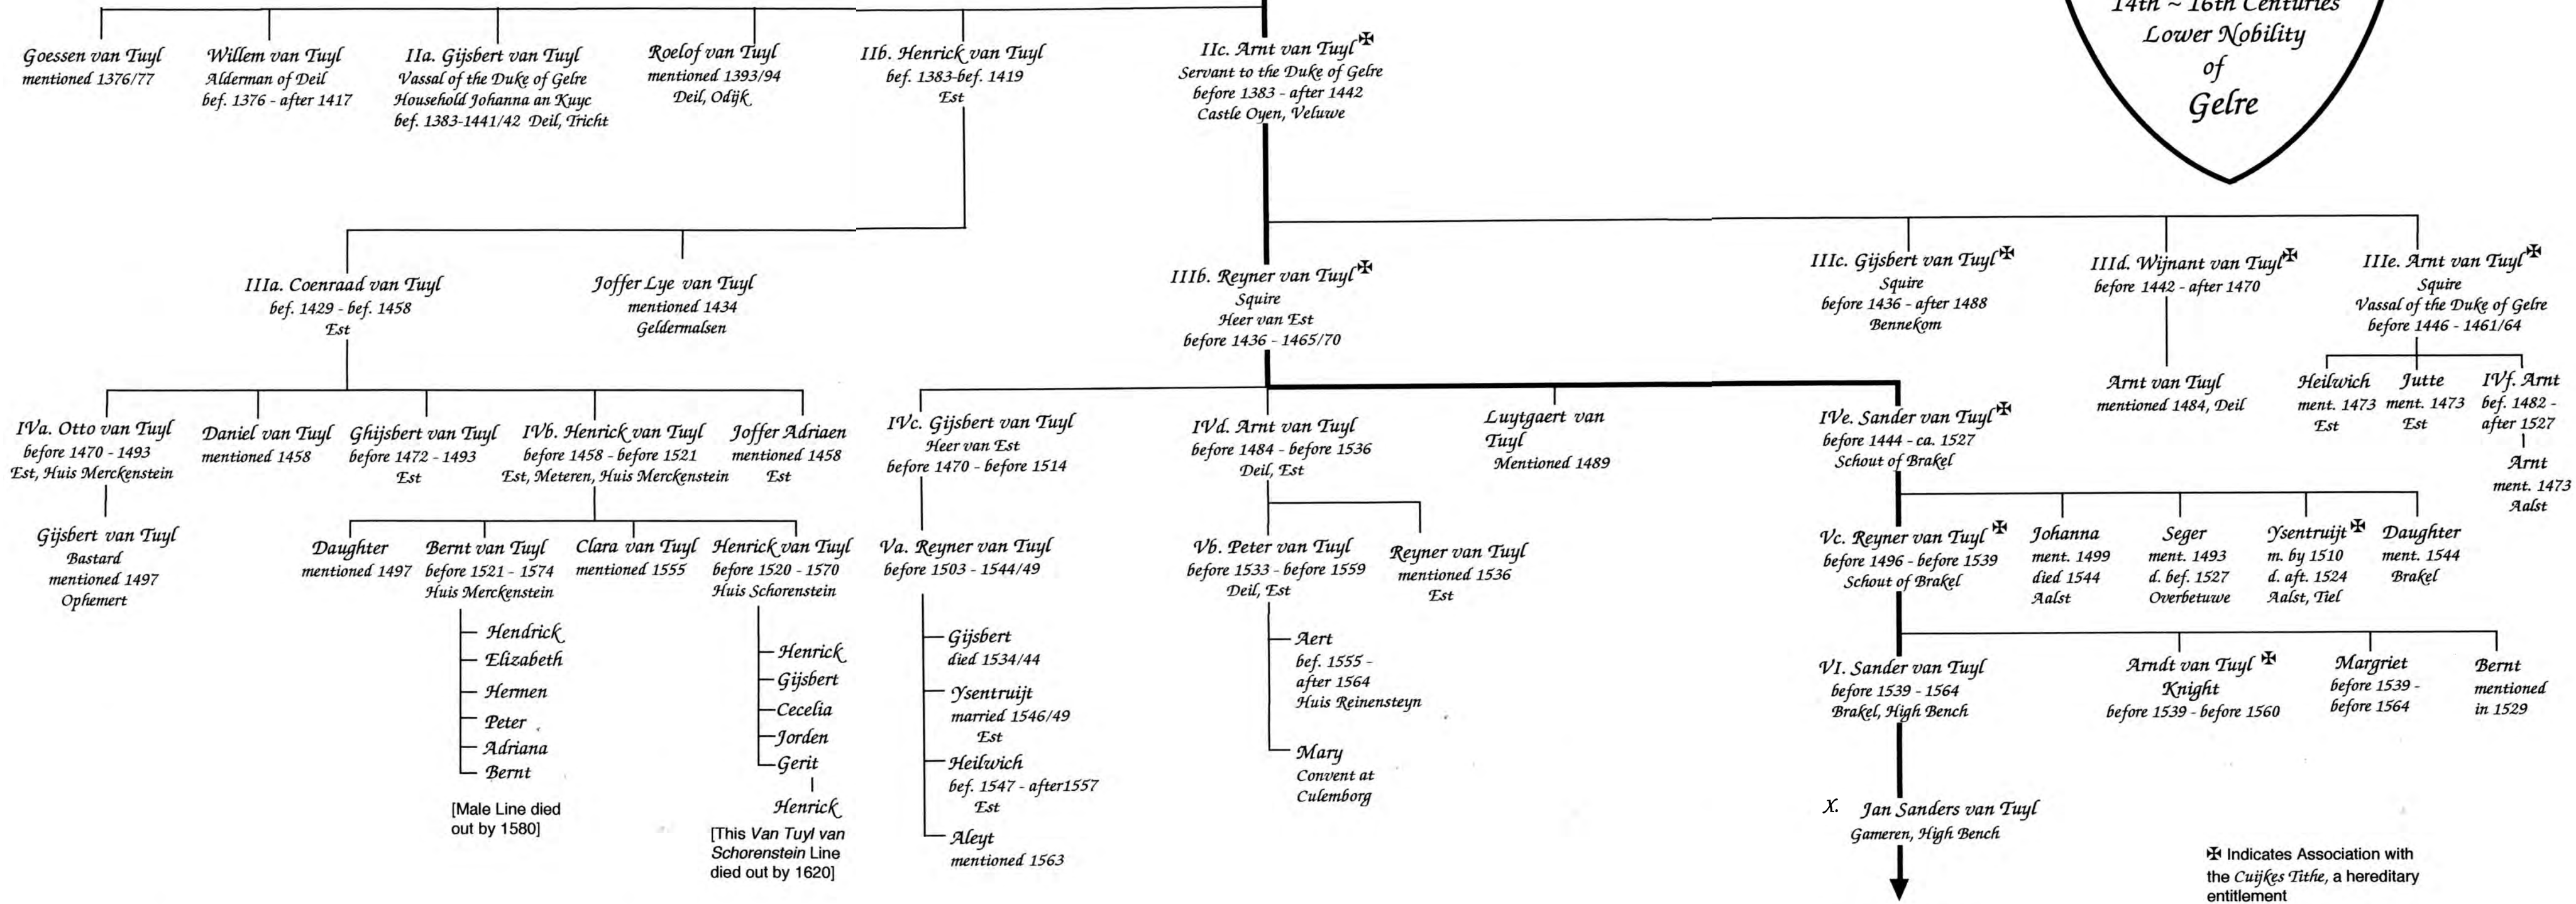 14th ~ 16th Centuries
Lower Nobility
of
Gelre
Goessen van Tuyl
mentioned 1376/77
Willem van Tuyl
Alderman of Deil
bef. 1376 - after 1417
IIa. Gijsbert van Tuyl
Vassal of the Duke of Gelre
Household Johanna an Kuyc
bef. 1383-1441/42 Deil, Tricht
Roelof van Tuyl
mentioned 1393/94
Deil, Odijk
IIb. Henrick van Tuyl
bef. 1383-bef. 1419
Est
IIc. Arnt van Tuyl ✠
Servant to the Duke of Gelre
before 1383 - after 1442
Castle Oyen, Veluwe
IIIa. Coenraad van Tuyl
bef. 1429 - bef. 1458
Est
Joffer Lye van Tuyl
mentioned 1434
Geldermalsen
IIIb. Reyner van Tuyl ✠
Squire
Heer van Est
before 1436 - 1465/70
IIIc. Gijsbert van Tuyl ✠
Squire
before 1436 - after 1488
Bennekom
IIId. Wijnant van Tuyl ✠
before 1442 - after 1470
IIIe. Arnt van Tuyl ✠
Squire
Vassal of the Duke of Gelre
before 1446 - 1461/64
IVa. Otto van Tuyl
before 1470 - 1493
Est, Huis Merckenstein
Daniel van Tuyl
mentioned 1458
Ghijsbert van Tuyl
before 1472 - 1493
Est
IVb. Henrick van Tuyl
before 1458 - before 1521
Est, Meteren, Huis Merckenstein
Joffer Adriaen
mentioned 1458
Est
IVc. Gijsbert van Tuyl
Heer van Est
before 1470 - before 1514
IVd. Arnt van Tuyl
before 1484 - before 1536
Deil, Est
Luytgaert van
Tuyl
Mentioned 1489
IVe. Sander van Tuyl ✠
before 1444 - ca. 1527
Schout of Brakel
Arnt van Tuyl
mentioned 1484, Deil
Heilwich
ment. 1473
Est
Jutte
ment. 1473
Est
IVf. Arnt
bef. 1482 -
after 1527
Arnt
ment. 1473
Aalst
Gijsbert van Tuyl
Bastard
mentioned 1497
Ophemert
Daughter
mentioned 1497
Bernt van Tuyl
before 1521 - 1574
Huis Merckenstein
Clara van Tuyl
mentioned 1555
Henrick van Tuyl
before 1520 - 1570
Huis Schorenstein
Va. Reyner van Tuyl
before 1503 - 1544/49
Vb. Peter van Tuyl
before 1533 - before 1559
Deil, Est
Reyner van Tuyl
mentioned 1536
Est
Vc. Reyner van Tuyl ✠
before 1496 - before 1539
Schout of Brakel
Johanna
ment. 1499
died 1544
Aalst
Seger
ment. 1493
d. bef. 1527
Overbetuwe
Ysentruijt ✠
m. by 1510
d. aft. 1524
Aalst, Tiel
Daughter
ment. 1544
Brakel
Hendrick
Elizabeth
Hermen
Peter
Adriana
Bernt
[Male Line died
out by 1580]
Henrick
Gijsbert
Cecelia
Jorden
Gerit
Henrick
[This Van Tuyl van
Schorenstein Line
died out by 1620]
Gijsbert
died 1534/44
Ysentruijt
married 1546/49
Est
Heilwich
bef. 1547 - after1557
Est
Aleyt
mentioned 1563
Aert
bef. 1555 -
after 1564
Huis Reinensteyn
Mary
Convent at
Culemborg
VI. Sander van Tuyl
before 1539 - 1564
Brakel, High Bench
Arndt van Tuyl ✠
Knight
before 1539 - before 1560
Margriet
before 1539 -
before 1564
Bernt
mentioned
in 1529
X. Jan Sanders van Tuyl
Gameren, High Bench
✠ Indicates Association with
the Cuijkes Tithe, a hereditary
entitlement